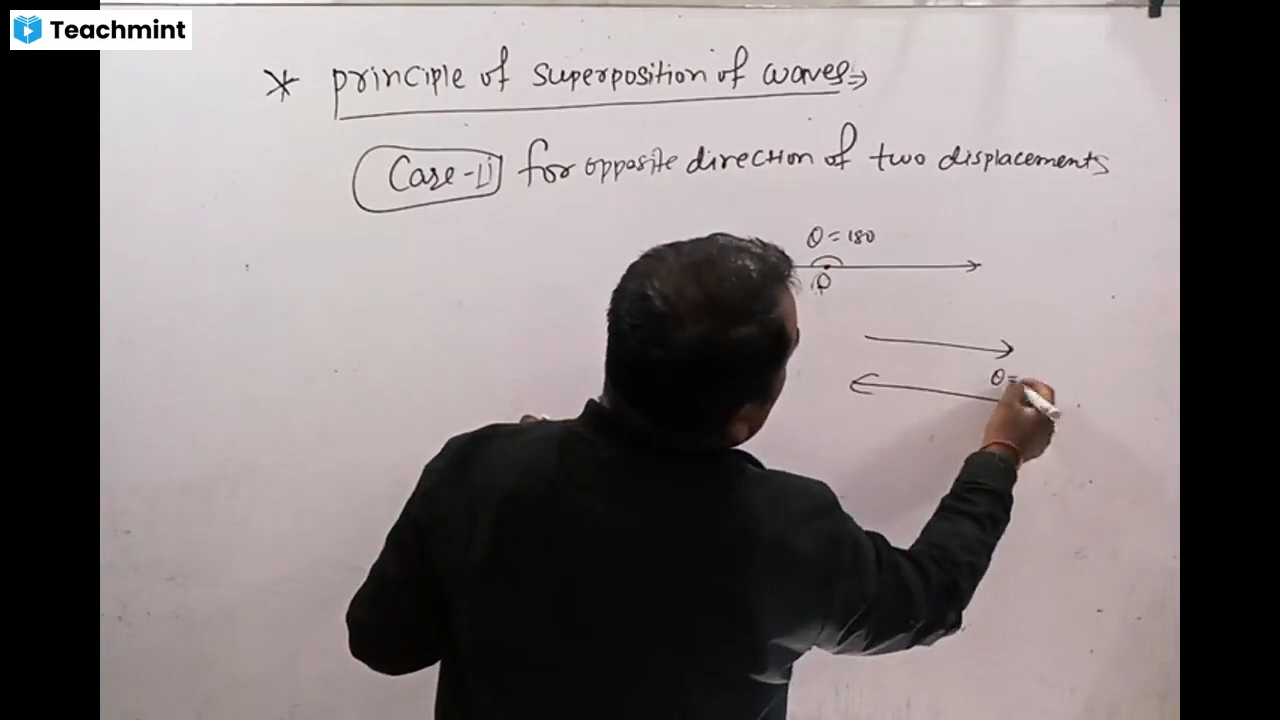 Teachmint
* principle of superposition of waves ⇒
Case-II for opposite direction of two displacements
θ = 180
O
θ =